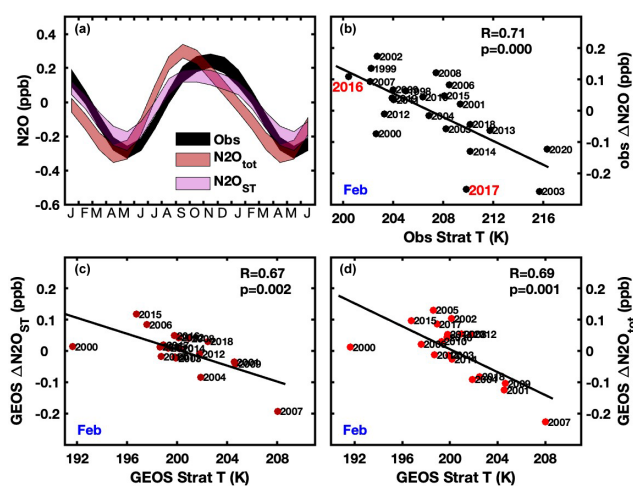 (a)
N2O (ppb)
0.4
0.2
0
-0.2
-0.4
-0.6
Obs
N2Otot
N2OST
J F M A M J J A S O N D J F M A M J
(b)
R=0.71
p=0.000
2002
1999
2016
2007
2008
2006
2015
2001
2012
2004
2000
2018
2013
2014
2020
2017
2003
Feb
0.2
0.1
0
-0.1
-0.2
obs △N2O (ppb)
200 204 208 212 216
Obs Strat T (K)
(c)
R=0.67
p=0.002
GEOS △N2OST (ppb)
0.2
0.1
0
-0.1
-0.2
2015
2006
2000
2018
2012
2004
2007
Feb
192 196 200 204 208
GEOS Strat T (K)
(d)
R=0.69
p=0.001
2005
2002
2015
2017
2012
2000
2010
2003
2018
2009
2001
2007
Feb
0.2
0.1
0
-0.1
-0.2
GEOS △N2Otot (ppb)
192 196 200 204 208
GEOS Strat T (K)